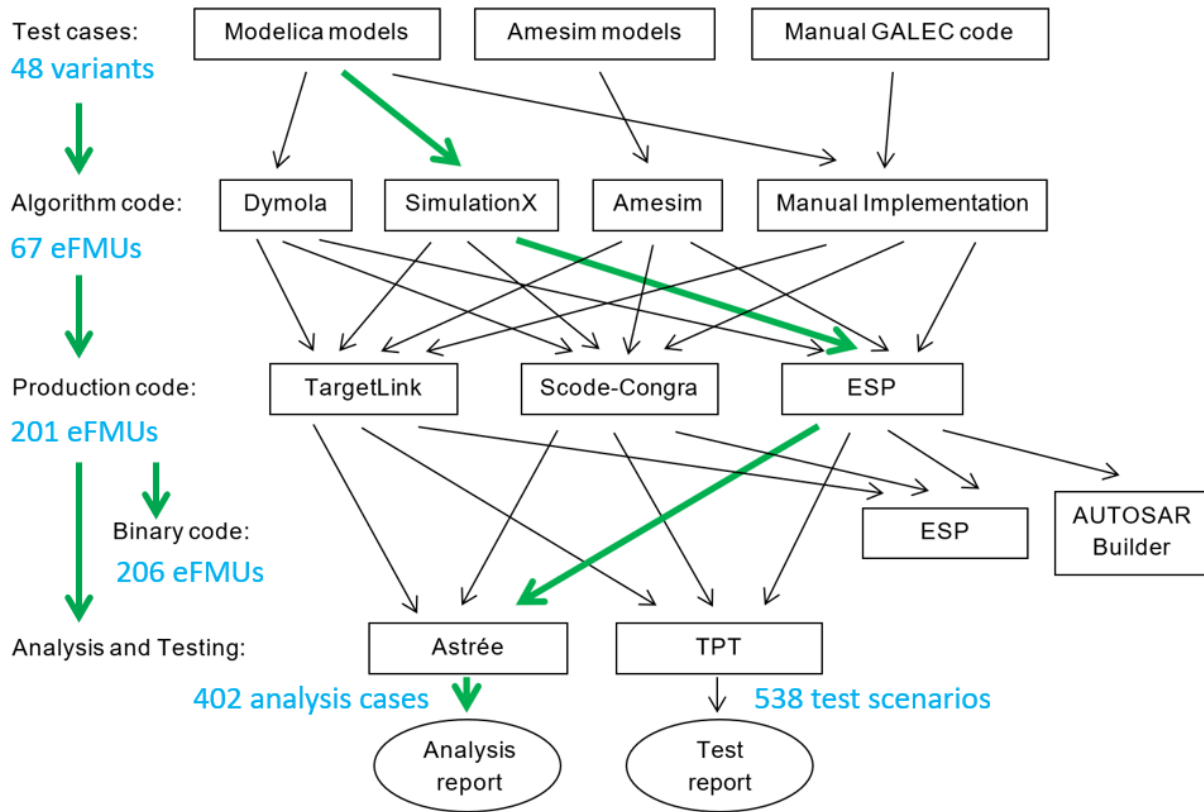 Test cases:
48 variants
Modelica models
Amesim models
Manual GALEC code
Algorithm code:
67 eFMUs
Dymola
SimulationX
Amesim
Manual Implementation
Production code:
201 eFMUs
TargetLink
Scode-Congra
ESP
Binary code:
206 eFMUs
ESP
AUTOSAR
Builder
Analysis and Testing:
Astrée
TPT
402 analysis cases
538 test scenarios
Analysis
report
Test
report